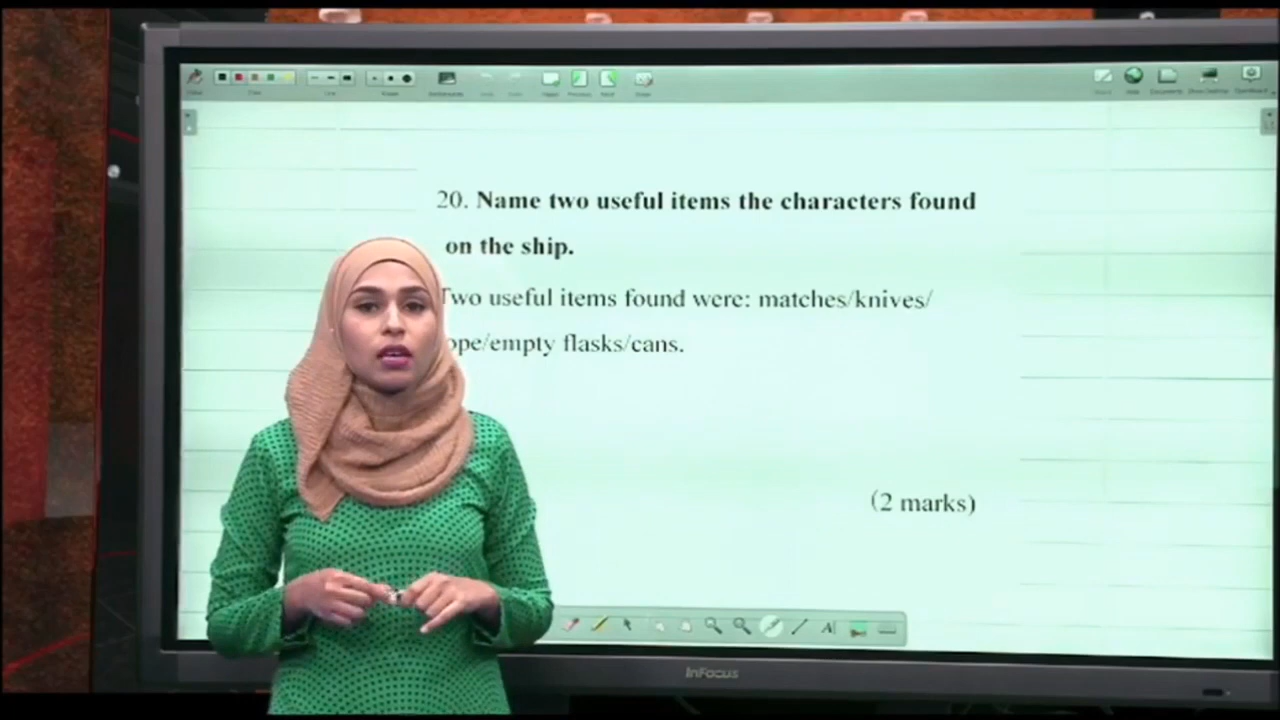 20. Name two useful items the characters found
on the ship.
Two useful items found were: matches/knives/
ope/empty flasks/cans.
(2 marks)
InFocus